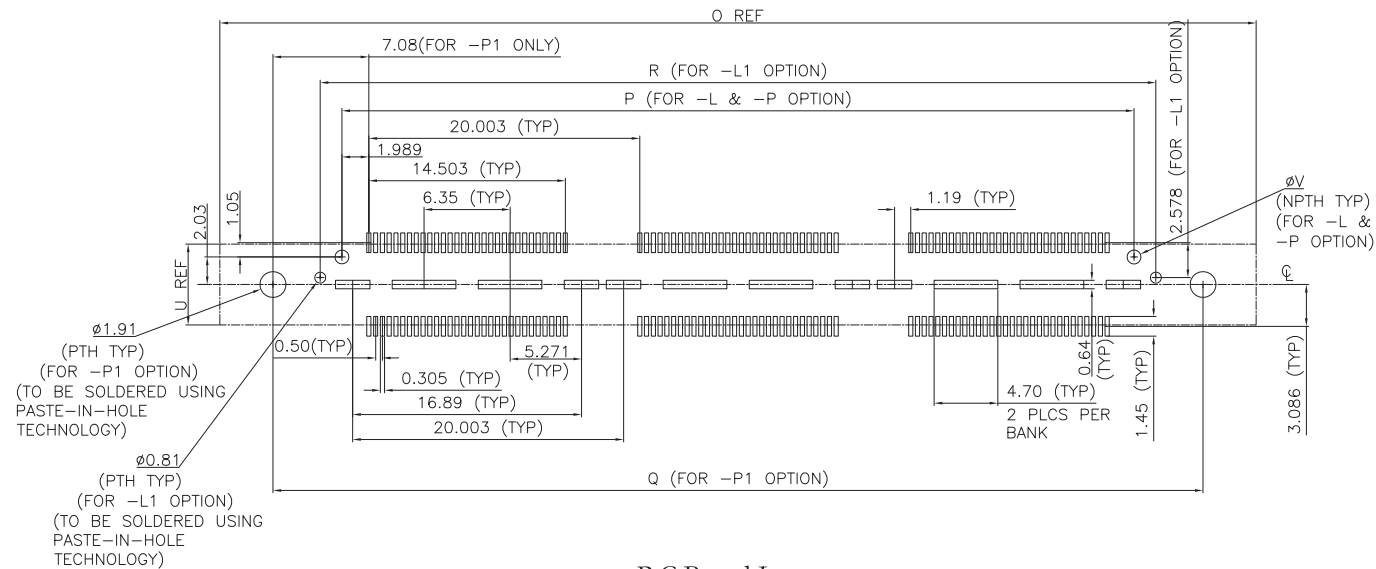 O REF
7.08(FOR -P1 ONLY)
R (FOR -L1 OPTION)
P (FOR -L & -P OPTION)
20.003 (TYP)
1.989
14.503 (TYP)
6.35 (TYP)
1.19 (TYP)
2.578 (FOR -L1 OPTION)
øV
(NPTH TYP)
(FOR -L &
-P OPTION)
2.03
1.05
U REF
℄
ø1.91
(PTH TYP)
(FOR -P1 OPTION)
(TO BE SOLDERED USING
PASTE-IN-HOLE
TECHNOLOGY)
0.50(TYP)
0.305 (TYP)
5.271
(TYP)
16.89 (TYP)
20.003 (TYP)
0.64
(TYP)
4.70 (TYP)
2 PLCS PER
BANK
1.45 (TYP)
3.086 (TYP)
ø0.81
(PTH TYP)
(FOR -L1 OPTION)
(TO BE SOLDERED USING
PASTE-IN-HOLE
TECHNOLOGY)
Q (FOR -P1 OPTION)